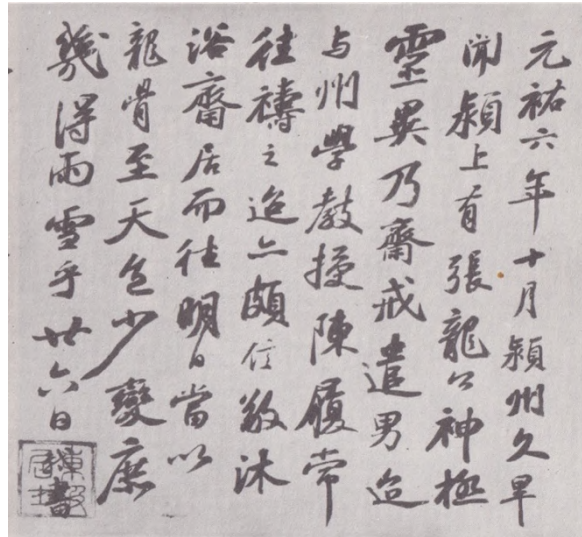 元祐六年十月潁州久旱
聞潁上有張龍公神極
靈異乃齋戒遣男迨
与州學教授陳履常
往禱之迨亦頗信敬沐
浴齋居而往明日當以
龍骨至天色少變庶
幾得雨雪乎廿六日
書